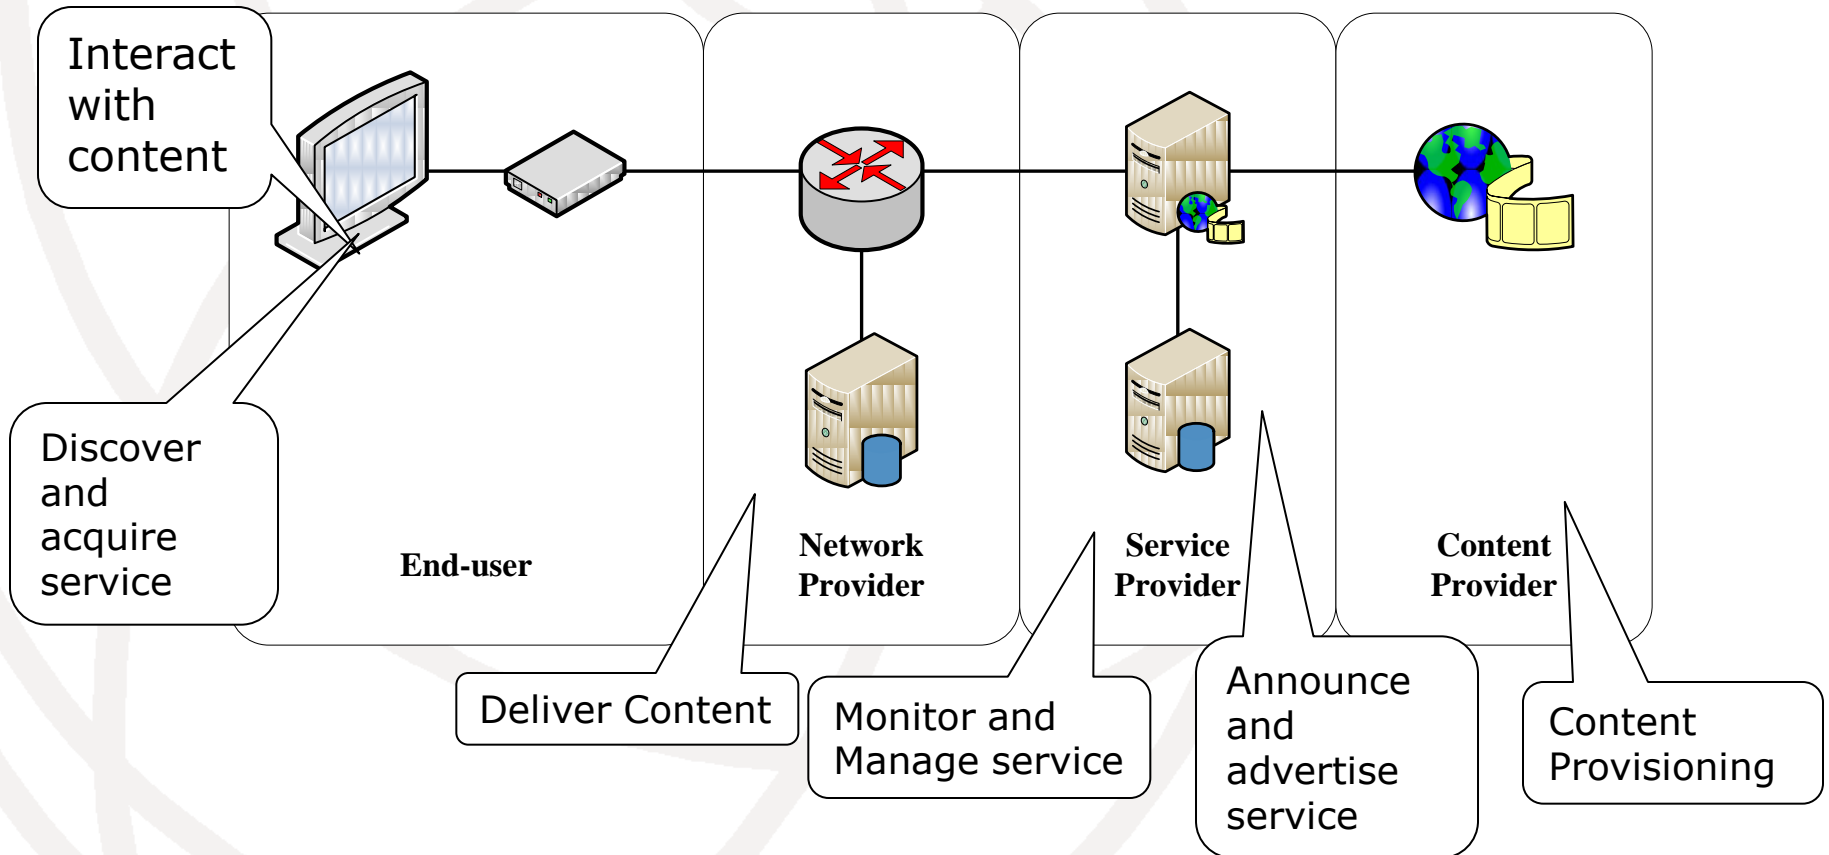 Interact
with
content
Discover
and
acquire
service
End-user
Network
Provider
Service
Provider
Content
Provider
Deliver Content
Monitor and
Manage service
Announce
and
advertise
service
Content
Provisioning